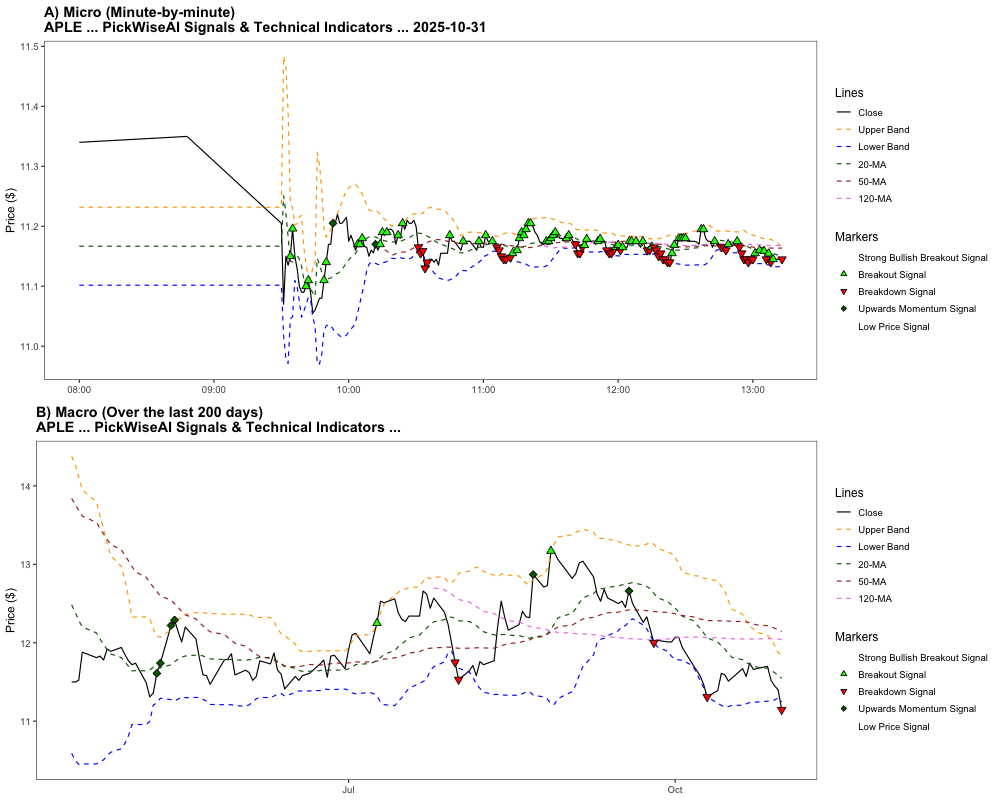 A) Micro (Minute-by-minute)
APLE ... PickWiseAI Signals & Technical Indicators ... 2025-10-31
Price ($)
11.5
11.4
11.3
11.2
11.1
11.0
08:00 09:00 10:00 11:00 12:00 13:00
Lines
Close
Upper Band
Lower Band
20-MA
50-MA
120-MA
Markers
Strong Bullish Breakout Signal
Breakout Signal
Breakdown Signal
Upwards Momentum Signal
Low Price Signal
B) Macro (Over the last 200 days)
APLE ... PickWiseAI Signals & Technical Indicators ...
Price ($)
14
13
12
11
Jul Oct
Lines
Close
Upper Band
Lower Band
20-MA
50-MA
120-MA
Markers
Strong Bullish Breakout Signal
Breakout Signal
Breakdown Signal
Upwards Momentum Signal
Low Price Signal